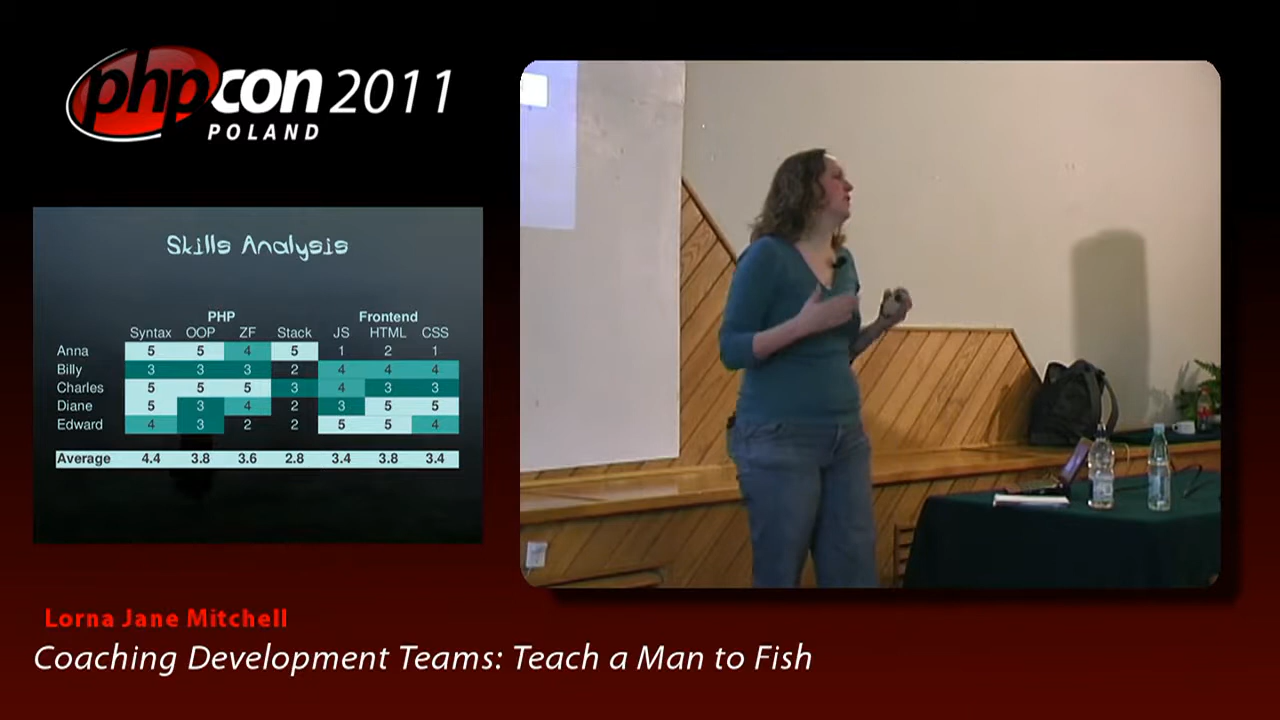 phpcon 2011
POLAND
Skills Analysis
PHP Frontend
Syntax OOP ZF Stack JS HTML CSS
Anna 5 5 4 5 1 2 1
Billy 3 3 3 2 4 4 4
Charles 5 5 5 3 4 3 3
Diane 5 3 4 2 3 5 5
Edward 4 3 2 2 5 5 4
Average 4.4 3.8 3.6 2.8 3.4 3.8 3.4
Lorna Jane Mitchell
Coaching Development Teams: Teach a Man to Fish